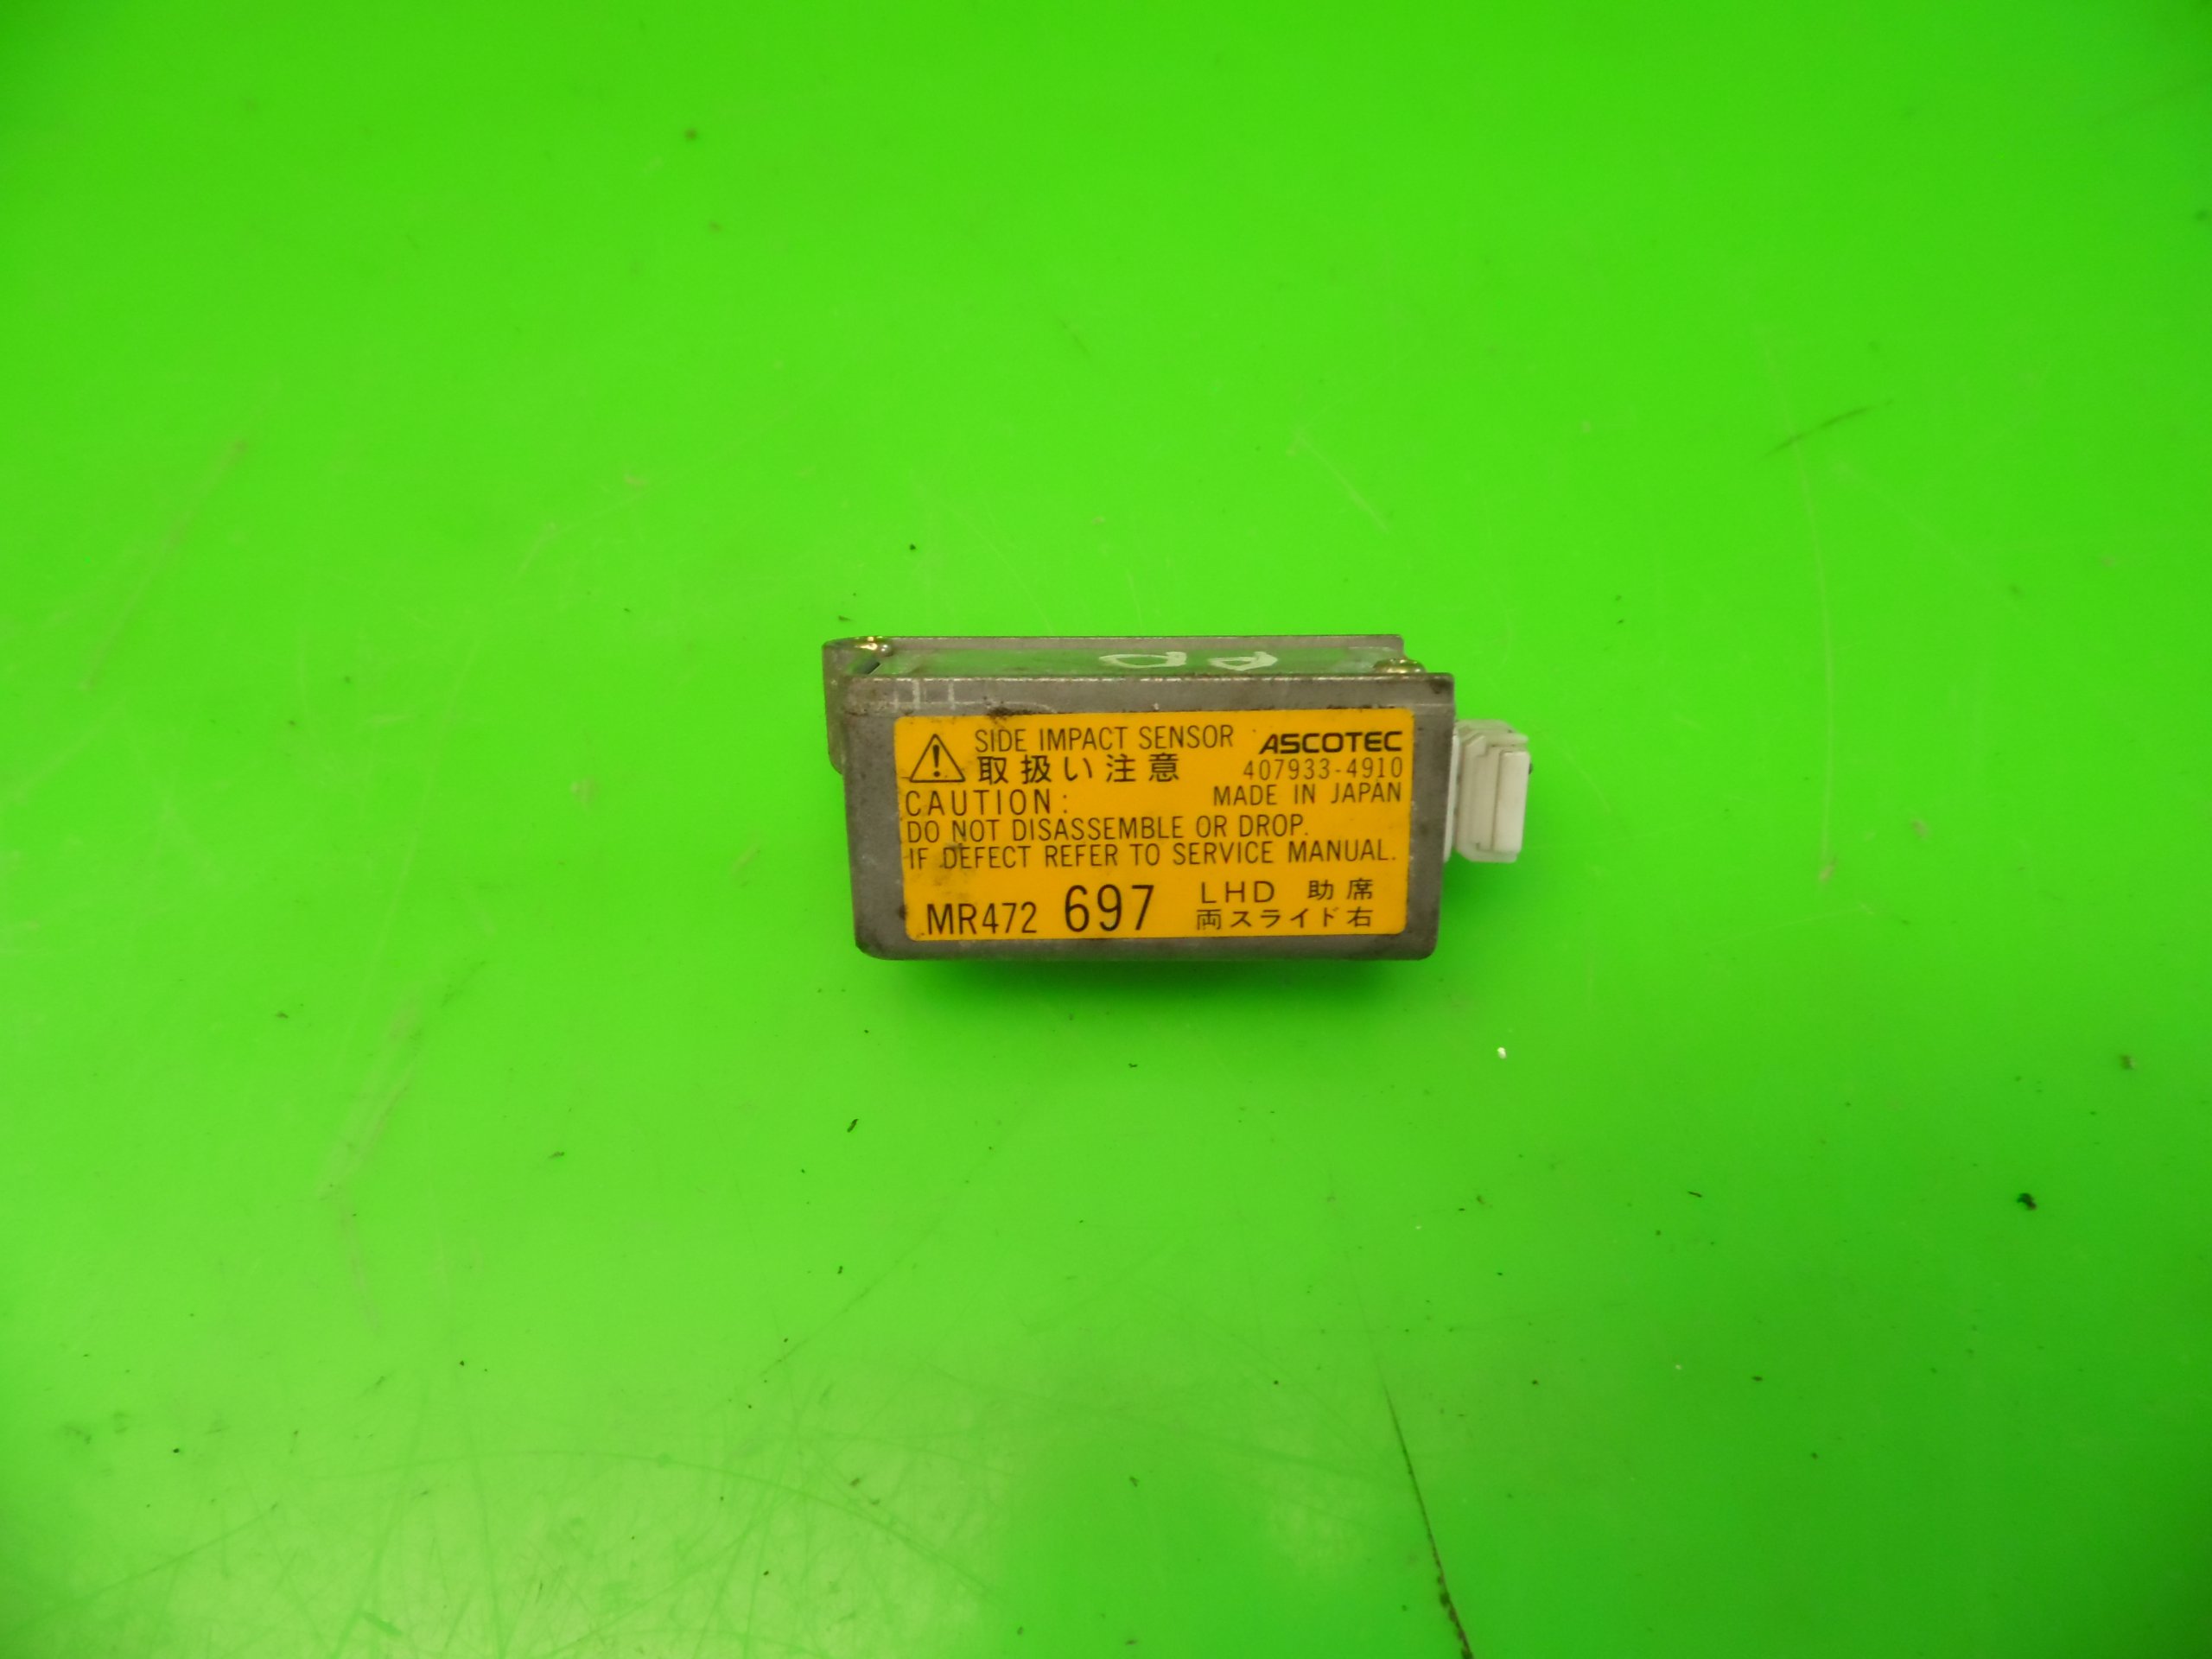 SIDE IMPACT SENSOR
ASCOTEC
取扱い注意
407933-4910
CAUTION:
MADE IN JAPAN
DO NOT DISASSEMBLE OR DROP.
IF DEFECT REFER TO SERVICE MANUAL.
MR472 697
LHD 助席
両スライド右